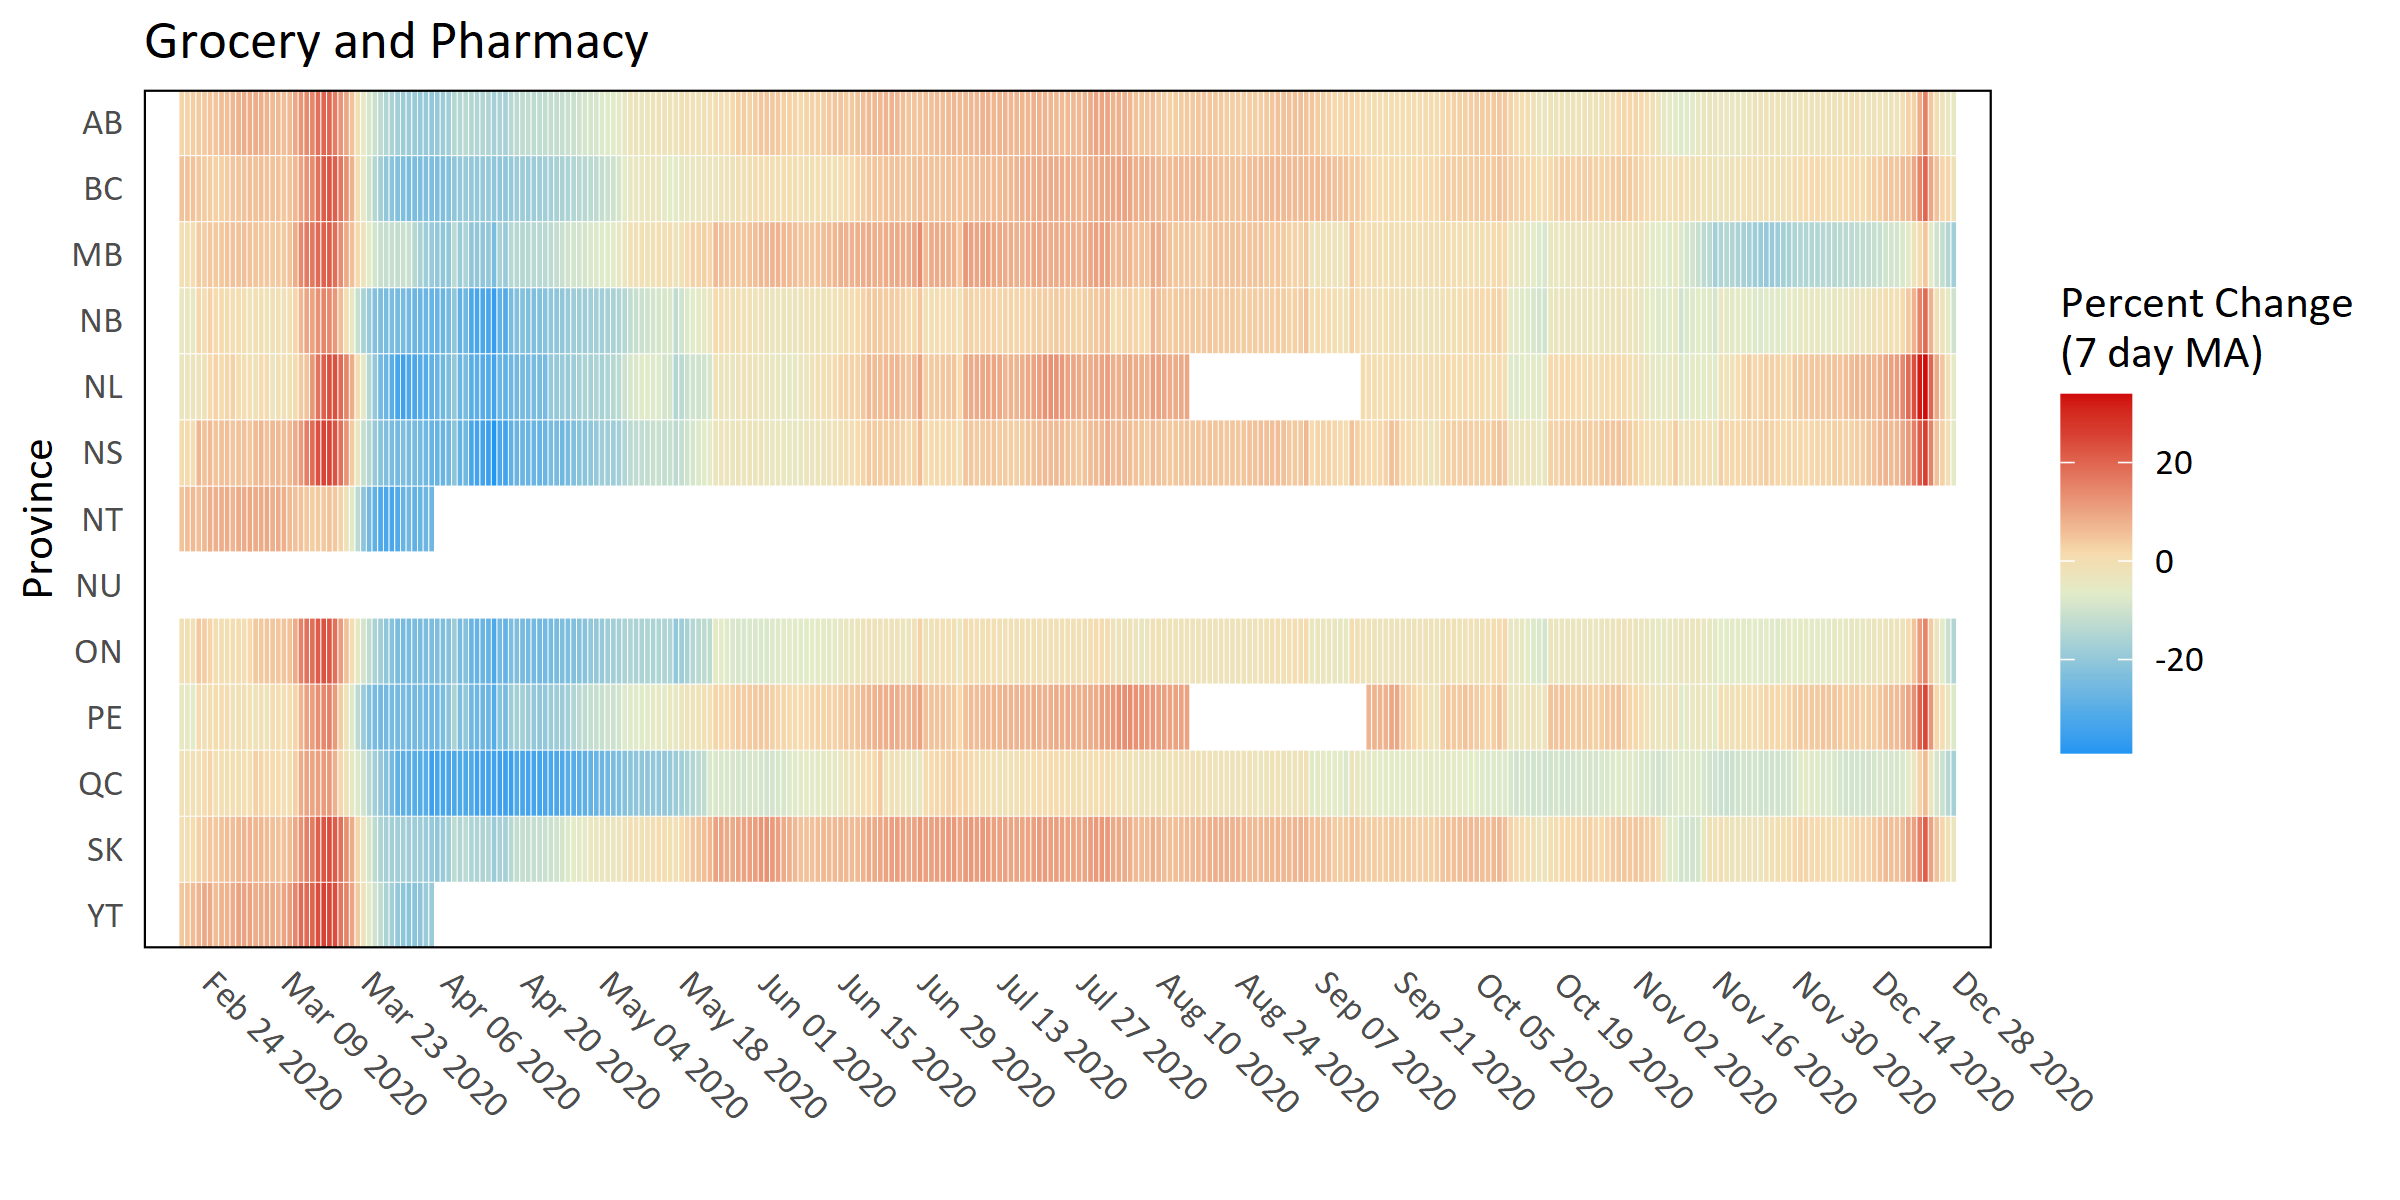 Grocery and Pharmacy
Province
AB
BC
MB
NB
NL
NS
NT
NU
ON
PE
QC
SK
YT
Feb 24 2020
Mar 09 2020
Mar 23 2020
Apr 06 2020
Apr 20 2020
May 04 2020
May 18 2020
Jun 01 2020
Jun 15 2020
Jun 29 2020
Jul 13 2020
Jul 27 2020
Aug 10 2020
Aug 24 2020
Sep 07 2020
Sep 21 2020
Oct 05 2020
Oct 19 2020
Nov 02 2020
Nov 16 2020
Nov 30 2020
Dec 14 2020
Dec 28 2020
Percent Change
(7 day MA)
20
0
-20